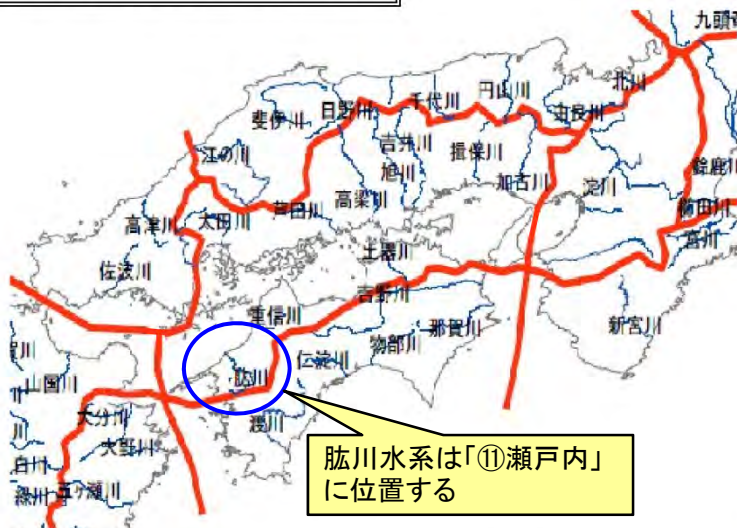 九頭竜
北川
円山川
千代川
日野川
斐伊川
由良川
吉井川
揖保川
江の川
旭川
加古川
淀川
鈴鹿川
芦田川
高梁川
太田川
高津川
櫛田川
宮川
土器川
佐波川
吉野川
重信川
那賀川
新宮川
物部川
仁淀川
賀川
山国川
肱川
渡川
大分川
大野川
川
白川
緑川
五ヶ瀬川
肱川水系は「⑪瀬戸内」
に位置する